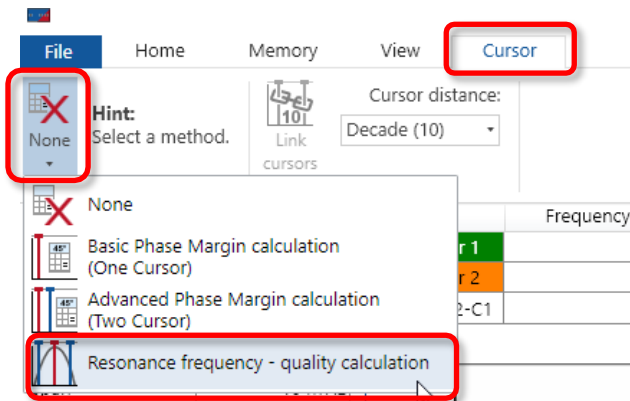 File Home Memory View Cursor
None
Hint:
Select a method.
10
Link
cursors
Cursor distance:
Decade (10)
None
Frequency
Basic Phase Margin calculation
(One Cursor)
r 1
Advanced Phase Margin calculation
(Two Cursor)
r 2
2-C1
Resonance frequency - quality calculation